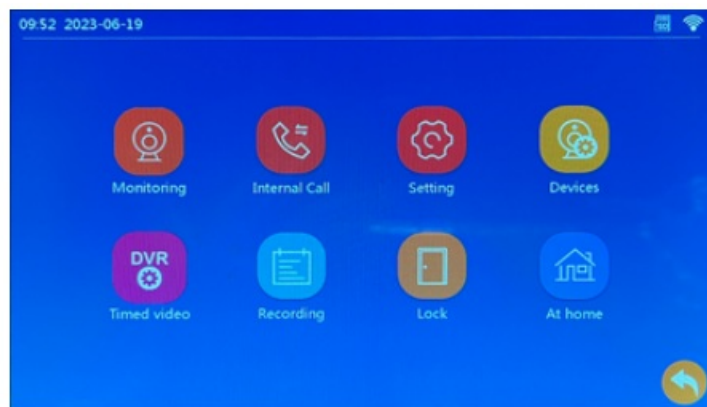 09:52 2023-06-19
Monitoring
Internal Call
Setting
Devices
DVR
Timed video
Recording
Lock
At home